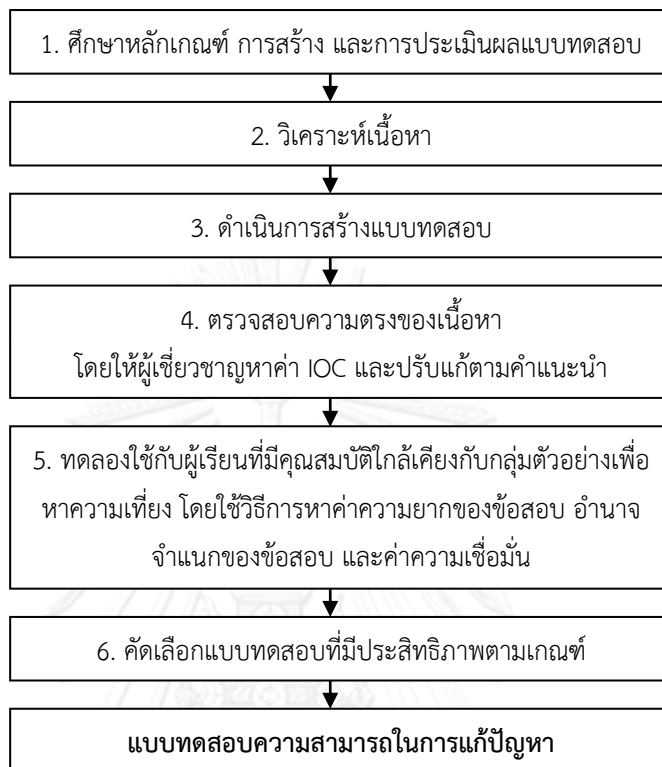 1. ศึกษาหลักเกณฑ์ การสร้าง และการประเมินผลแบบทดสอบ
2. วิเคราะห์เนื้อหา
3. ดำเนินการสร้างแบบทดสอบ
4. ตรวจสอบความตรงของเนื้อหา
โดยให้ผู้เชี่ยวชาญหาค่า IOC และปรับแก้ตามคำแนะนำ
5. ทดลองใช้กับผู้เรียนที่มีคุณสมบัติใกล้เคียงกับกลุ่มตัวอย่างเพื่อ
หาความเที่ยง โดยใช้วิธีการหาค่าความยากของข้อสอบ อำนาจ
จำแนกของข้อสอบ และค่าความเชื่อมั่น
6. คัดเลือกแบบทดสอบที่มีประสิทธิภาพตามเกณฑ์
แบบทดสอบความสามารถในการแก้ปัญหา